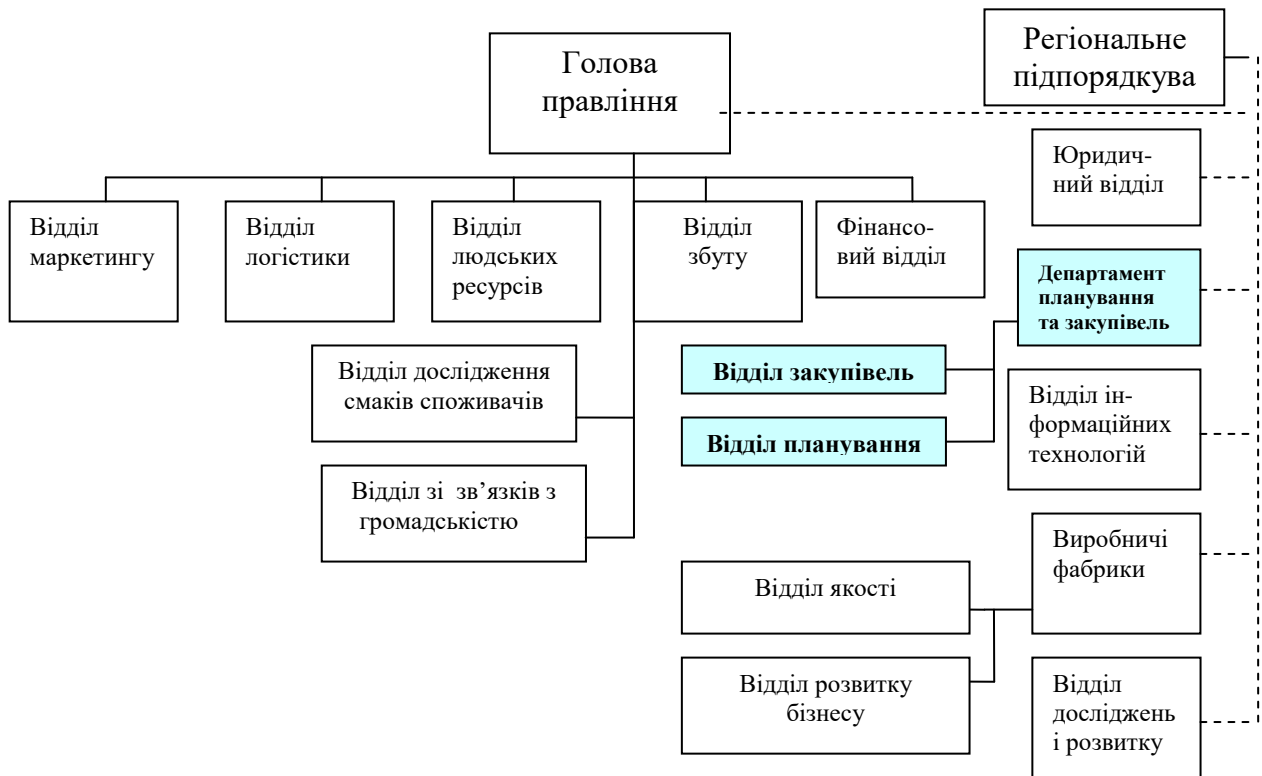 Голова
правління
Регіональне
підпорядкува
Юридич-
ний відділ
Відділ
маркетингу
Відділ
логістики
Відділ
людських
ресурсів
Відділ
збуту
Фінансо-
вий відділ
Департамент
планування
та закупівель
Відділ дослідження
смаків споживачів
Відділ закупівель
Відділ планування
Відділ ін-
формаційних
технологій
Відділ зі зв’язків з
громадськістю
Виробничі
фабрики
Відділ якості
Відділ розвитку
бізнесу
Відділ
досліджень
і розвитку